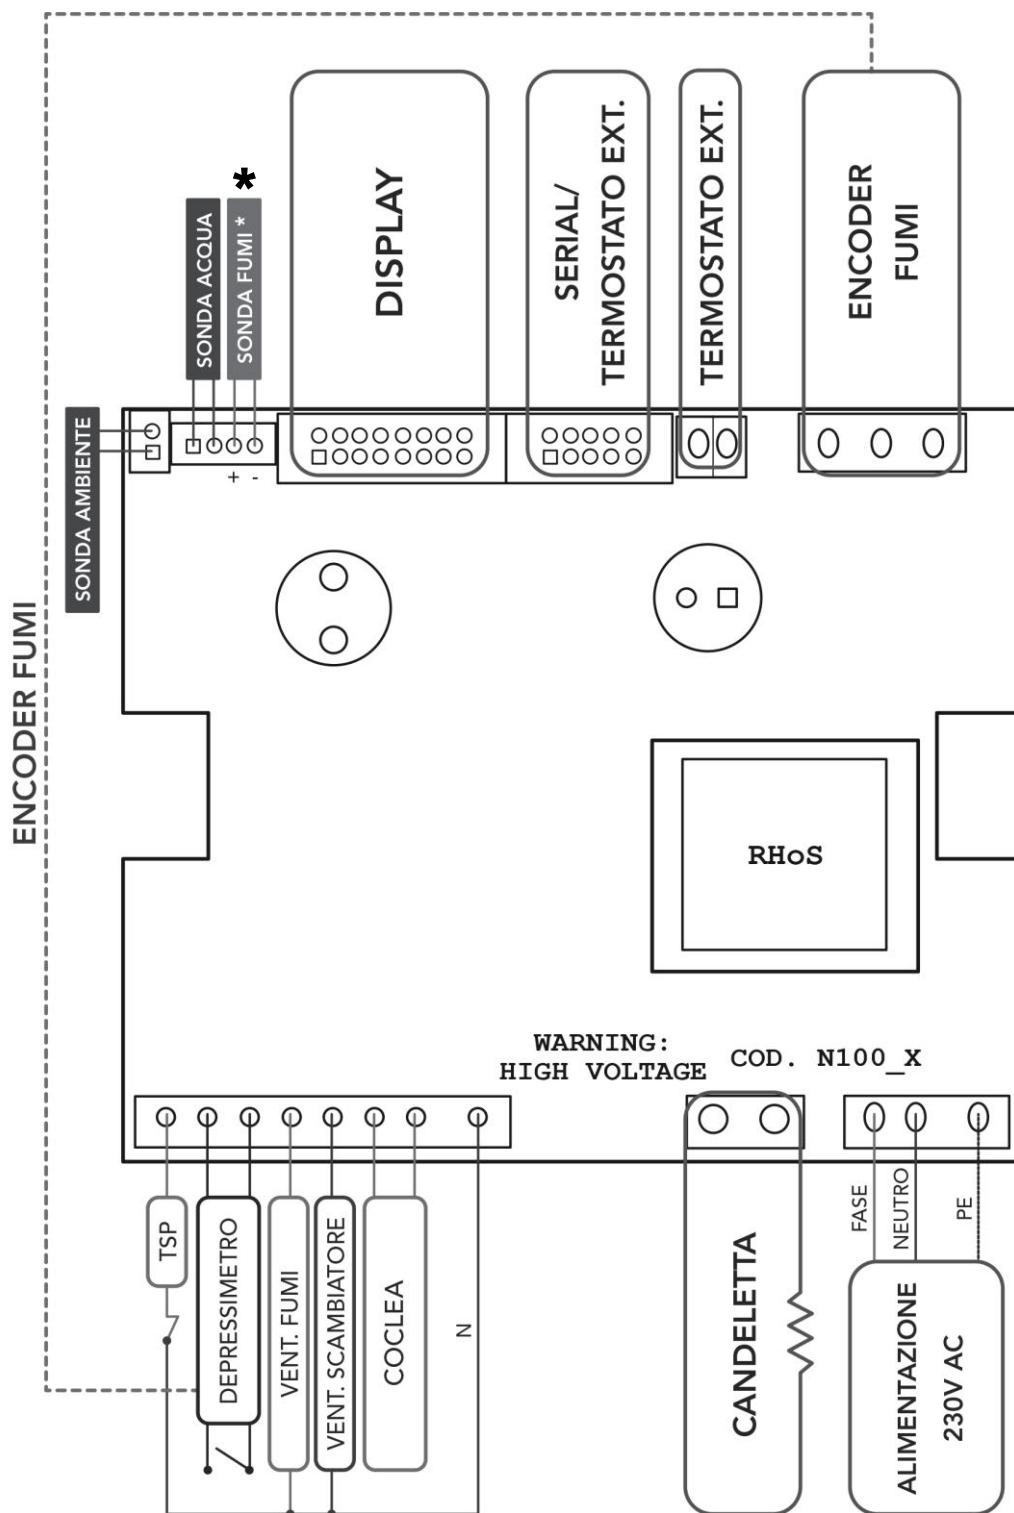 *
DISPLAY
SERIAL/
TERMOSTATO EXT.
TERMOSTATO EXT.
ENCODER
FUMI
SONDA ACQUA
SONDA FUMI *
SONDA AMBIENTE
+ -
ENCODER FUMI
RHoS
WARNING:
HIGH VOLTAGE
COD. N100_X
TSP
DEPRESSIMETRO
VENT. FUMI
VENT. SCAMBIATORE
COCLEA
N
CANDELETTA
FASE
NEUTRO
PE
ALIMENTAZIONE
230V AC